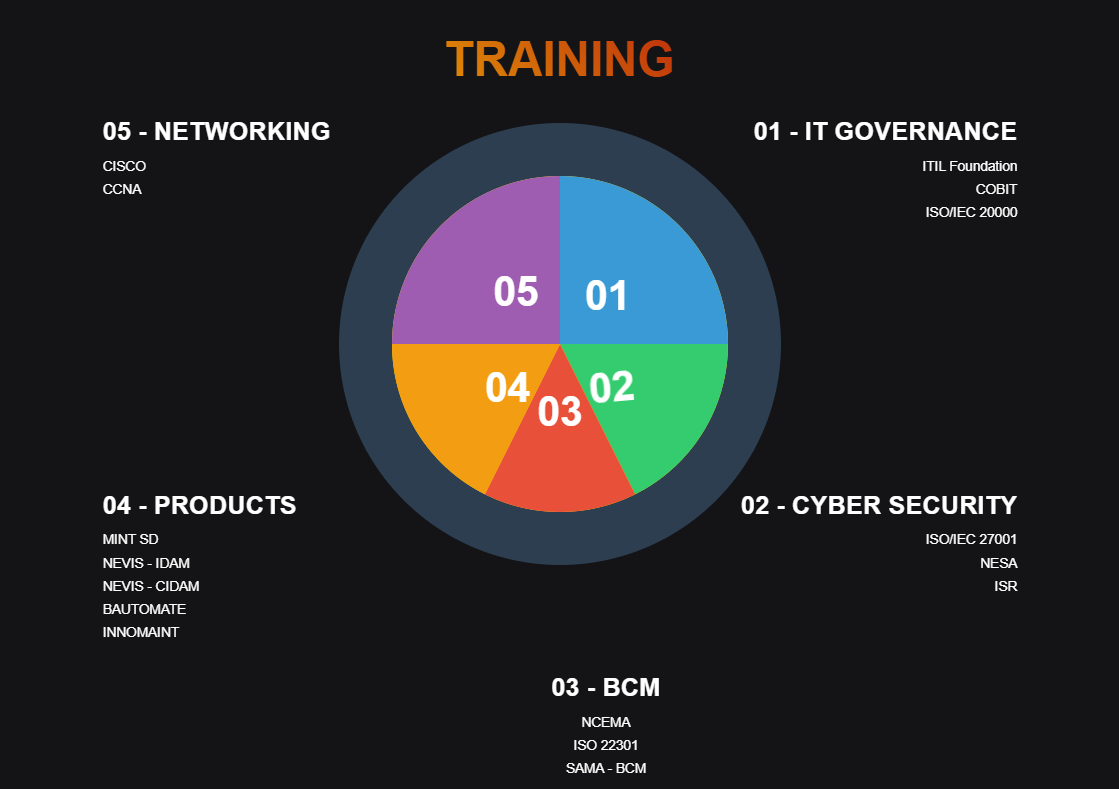 TRAINING
05 - NETWORKING
CISCO
CCNA
01 - IT GOVERNANCE
ITIL Foundation
COBIT
ISO/IEC 20000
05
01
04
02
03
04 - PRODUCTS
MINT SD
NEVIS - IDAM
NEVIS - CIDAM
BAUTOMATE
INNOMAINT
02 - CYBER SECURITY
ISO/IEC 27001
NESA
ISR
03 - BCM
NCEMA
ISO 22301
SAMA - BCM